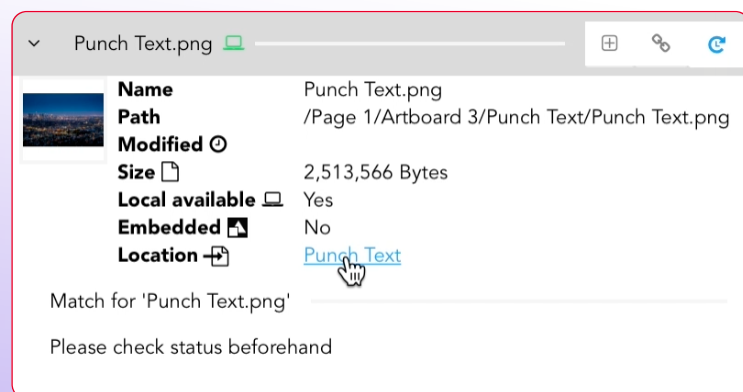 Punch Text.png
Name Punch Text.png
Path /Page 1/Artboard 3/Punch Text/Punch Text.png
Modified
Size 2,513,566 Bytes
Local available Yes
Embedded No
Location Punch Text
Match for 'Punch Text.png'
Please check status beforehand